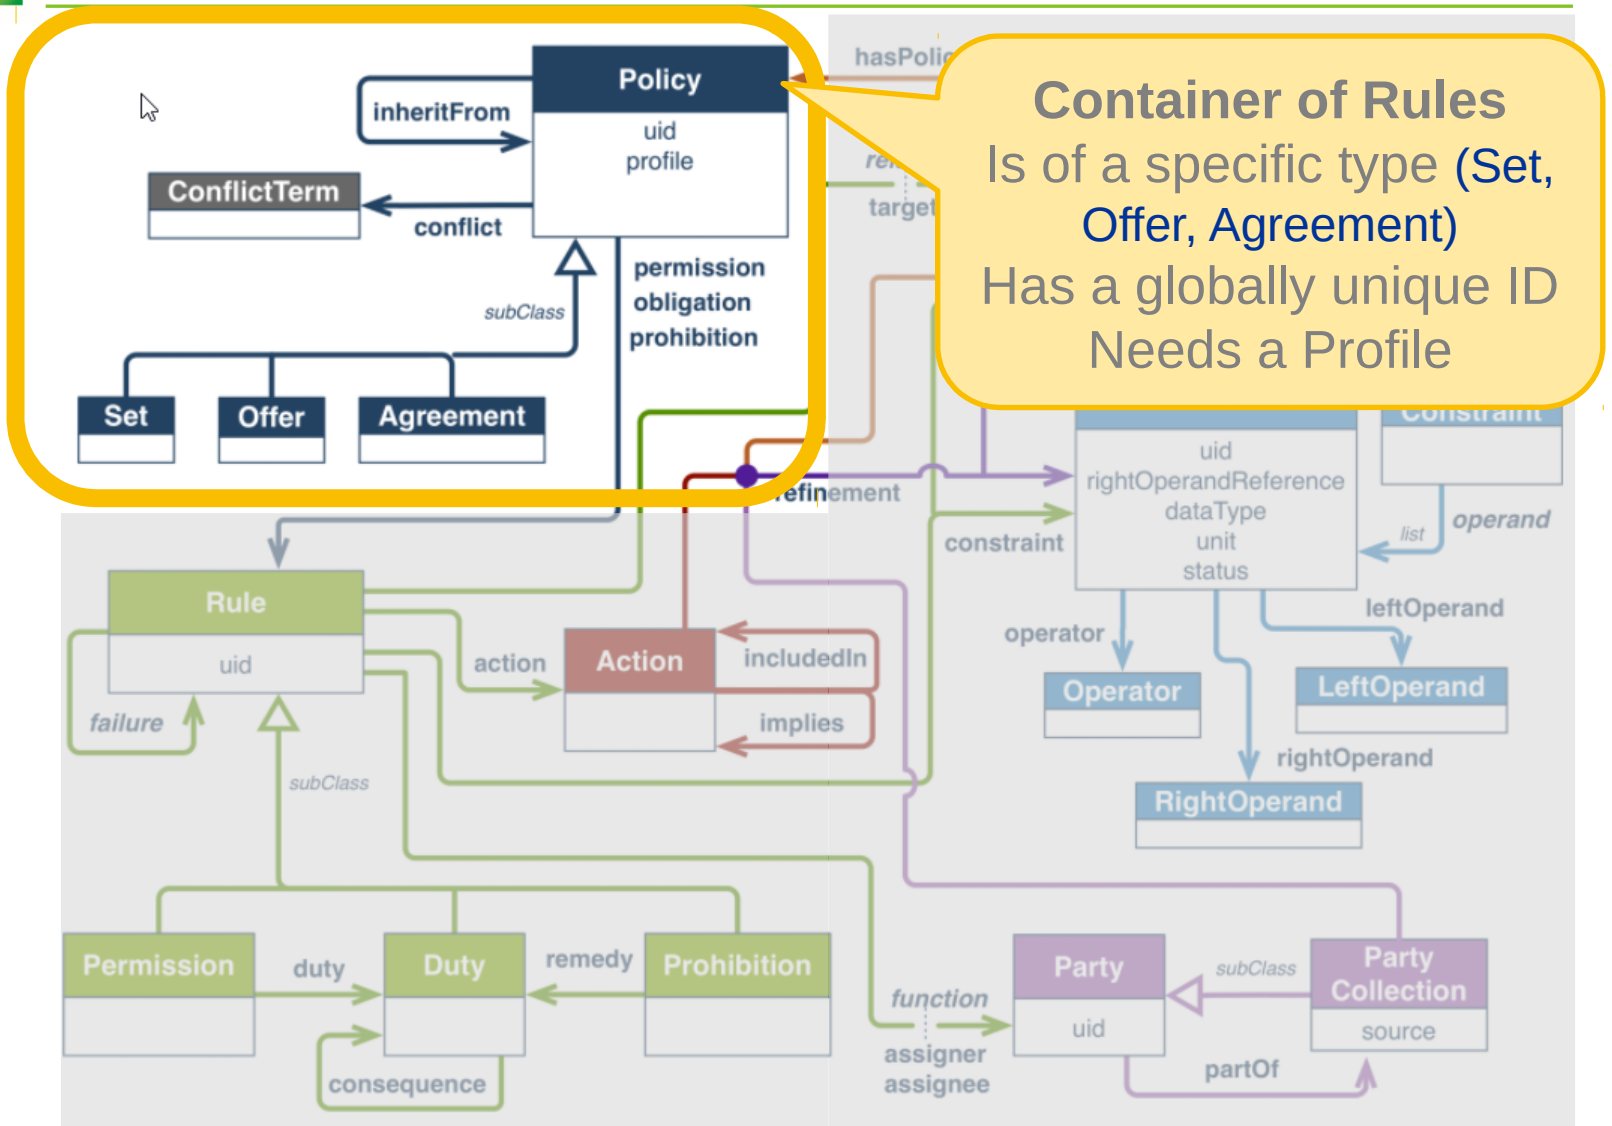 hasPolic
Policy
inheritFrom
uid
profile
ConflictTerm
conflict
target
permission
obligation
prohibition
subClass
Set
Offer
Agreement
Container of Rules
Is of a specific type (Set,
Offer, Agreement)
Has a globally unique ID
Needs a Profile
Constraint
uid
rightOperandReference
dataType
unit
status
refinement
constraint
operand
list
leftOperand
operator
Operator
LeftOperand
rightOperand
RightOperand
Rule
uid
failure
action
Action
includedIn
implies
subClass
Permission
duty
Duty
remedy
Prohibition
consequence
function
assigner
assignee
Party
uid
subClass
Party
Collection
source
partOf